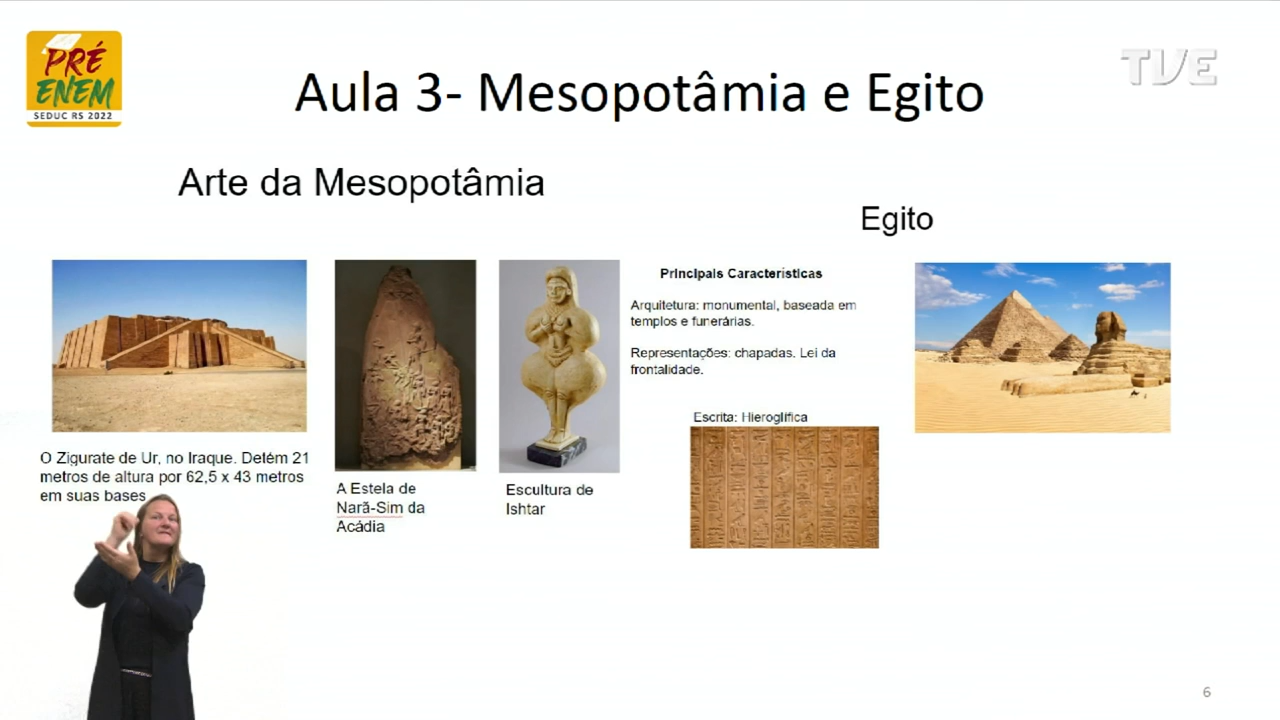 PRÉ
ENEM
SEDUC RS 2022
TVE
Aula 3- Mesopotâmia e Egito
Arte da Mesopotâmia
Egito
Principais Características
Arquitetura: monumental, baseada em
templos e funerárias.
Representações: chapadas. Lei da
frontalidade.
Escrita: Hieroglífica
O Zigurate de Ur, no Iraque. Detém 21
metros de altura por 62,5 x 43 metros
em suas bases
A Estela de
Narã-Sim da
Acádia
Escultura de
Ishtar
6